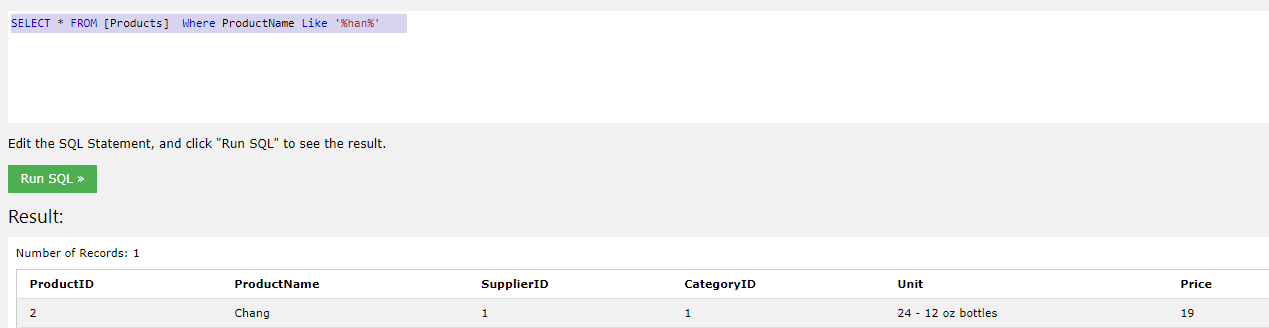 SELECT * FROM [Products]  Where ProductName Like '%han%'
Edit the SQL Statement, and click "Run SQL" to see the result.
Run SQL »
Result:
Number of Records: 1
ProductID ProductName SupplierID CategoryID Unit Price
2 Chang 1 1 24 - 12 oz bottles 19